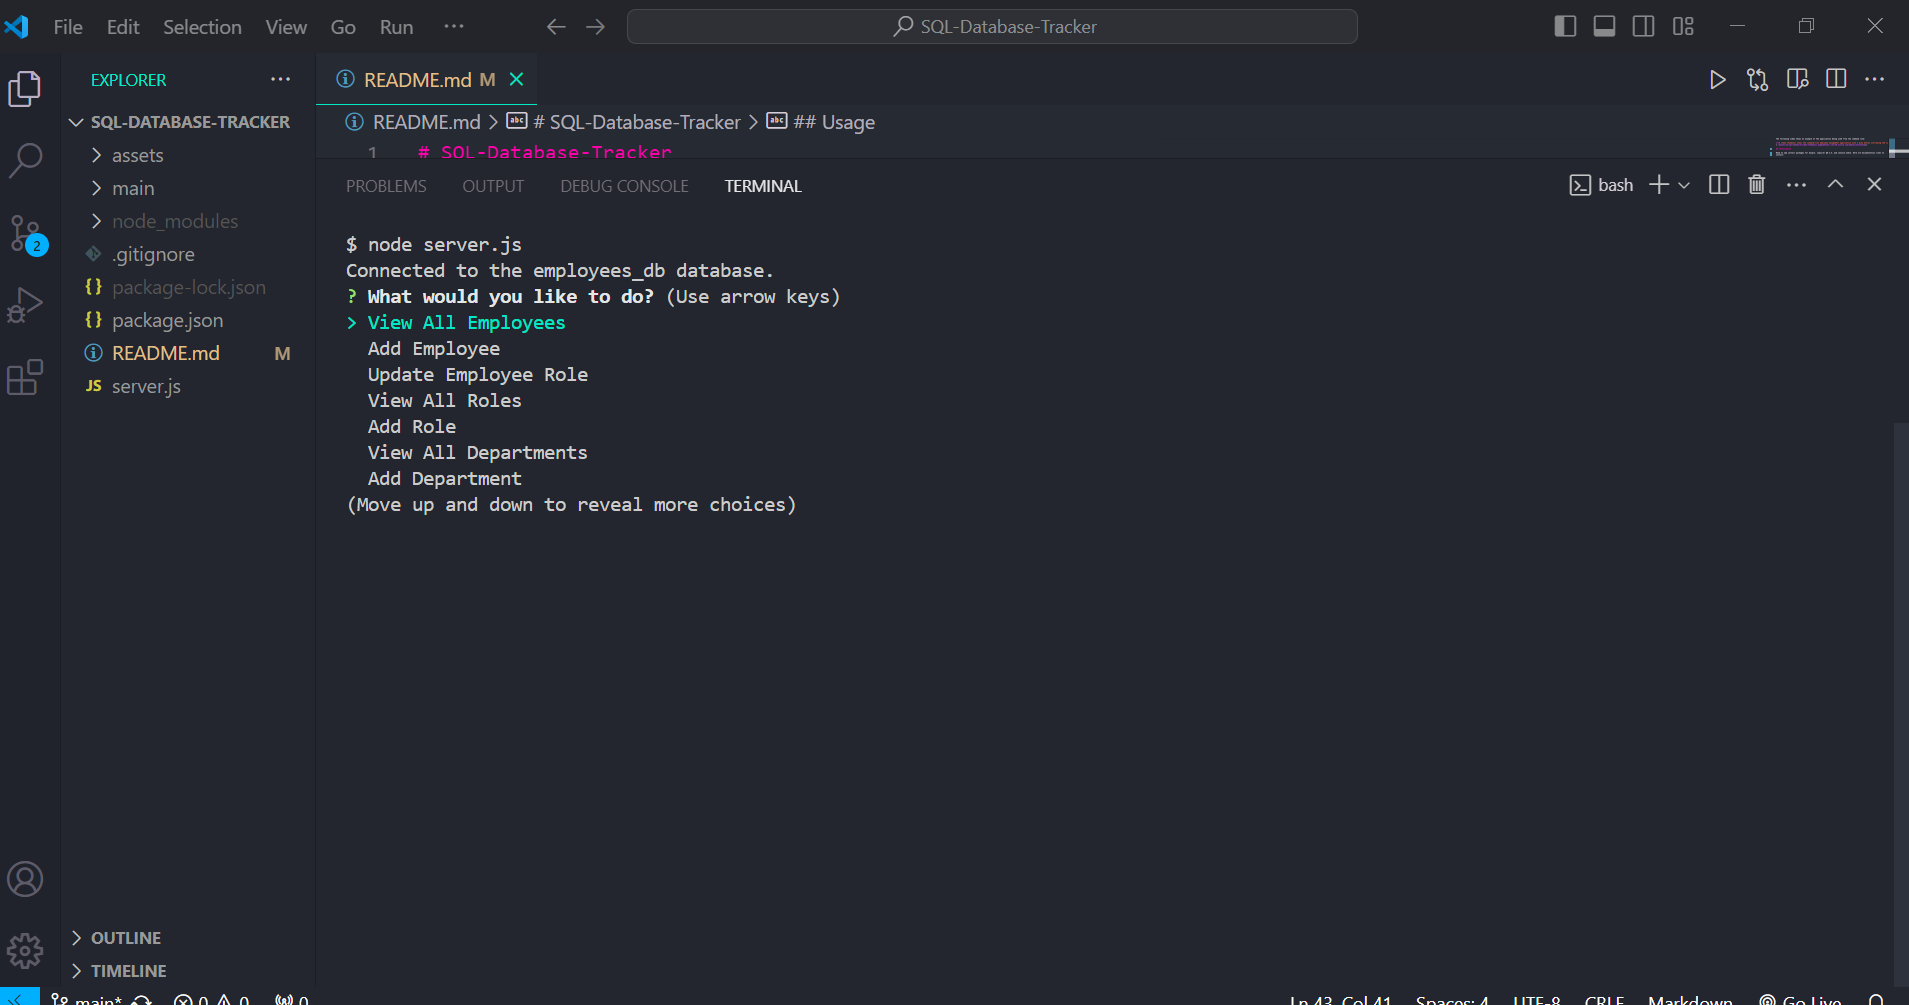 File Edit Selection View Go Run ···
SQL-Database-Tracker
EXPLORER
SQL-DATABASE-TRACKER
assets
main
node_modules
.gitignore
{} package-lock.json
{} package.json
README.md M
JS server.js
2
OUTLINE
TIMELINE
README.md M
README.md > abc # SQL-Database-Tracker > abc ## Usage
1 # SQL-Database-Tracker
PROBLEMS OUTPUT DEBUG CONSOLE TERMINAL
bash
$ node server.js
Connected to the employees_db database.
? What would you like to do? (Use arrow keys)
> View All Employees
Add Employee
Update Employee Role
View All Roles
Add Role
View All Departments
Add Department
(Move up and down to reveal more choices)
main* 0 0 0
Ln 43, Col 41 Spaces: 4 UTF-8 CRLF Markdown Go Live